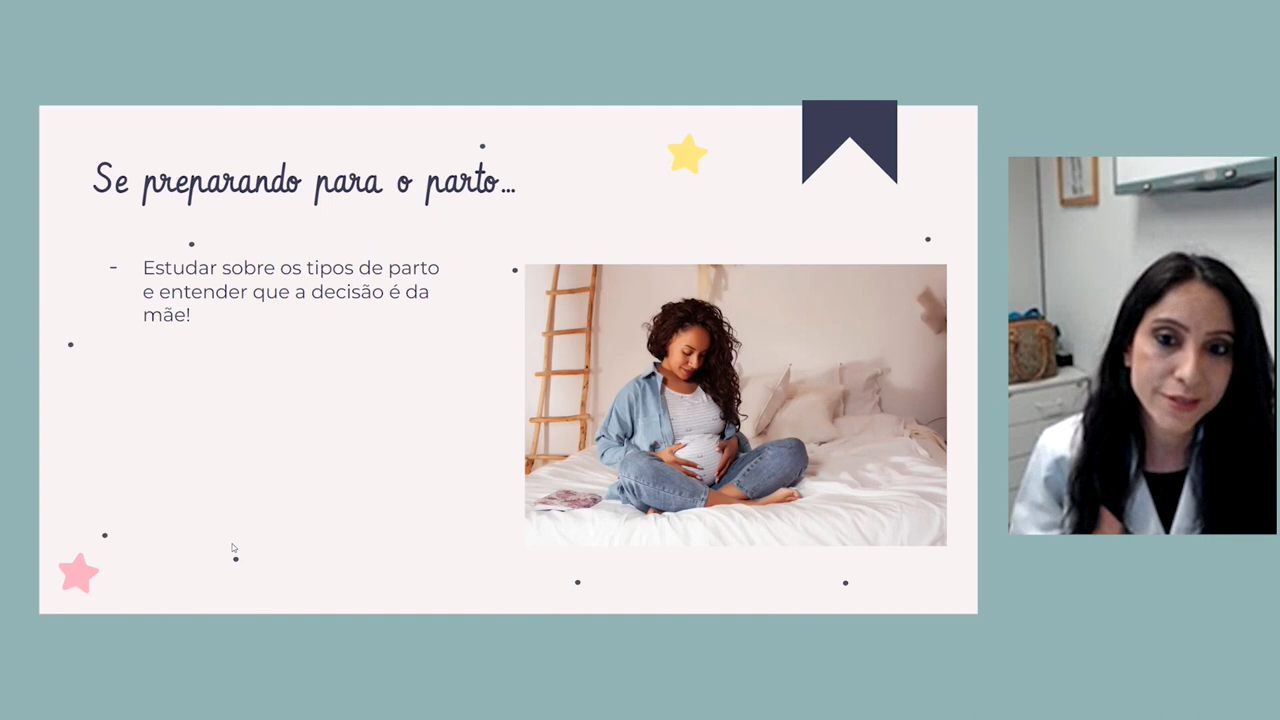 Se preparando para o parto...
- Estudar sobre os tipos de parto
e entender que a decisão é da
mãe!